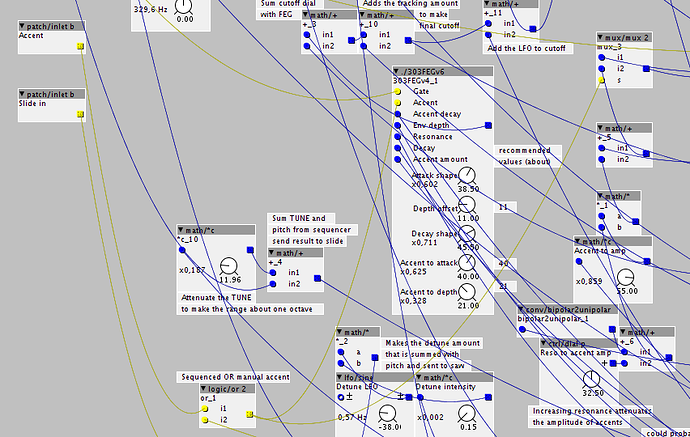 329,6 Hz
0.00
Sum cutoff dial
with FEG
math/+
+_3
in1
in2
Adds the tracking amount
to make
final cutoff
math/+
+_10
in1
in2
+_11
in1
in2
Add the LFO to cutoff
mux/mux 2
mux_3
i1
i2
s
patch/inlet b
Accent
patch/inlet b
Slide in
./303FEGv6
303FEGv4_1
Gate
Accent
Accent decay
Env depth
Resonance
Decay
Accent amount
Attack shape
x0,602
38.50
Depth offset
11.00
Decay shape
x0,711
45.50
Accent to attack
x0,625
40.00
Accent to depth
x0,328
21.00
recommended
values (about)
11
40
21
math/+
+_5
in1
in2
math/*
*_1
a
b
math/*c
Accent to amp
x0,859
55.00
math/*c
*c_10
x0,187
11.96
Attenuate the TUNE
to make the range about one octave
Sum TUNE and
pitch from sequencer
send result to slide
math/+
+_4
in1
in2
conv/bipolar2unipolar
bipolar2unipolar_1
math/+
+_6
in1
in2
ctrl/dial p
Reso to accent amp
32.50
Increasing resonance attenuates
the amplitude of accents
math/*
*_2
a
b
Makes the detune amount
that is summed with
pitch and sent to saw
Sequenced OR manual accent
logic/or 2
or_1
i1
i2
lfo/sine
Detune LFO
0,57 Hz
-38.00
math/*c
Detune intensity
x0,002
0.15
could proba